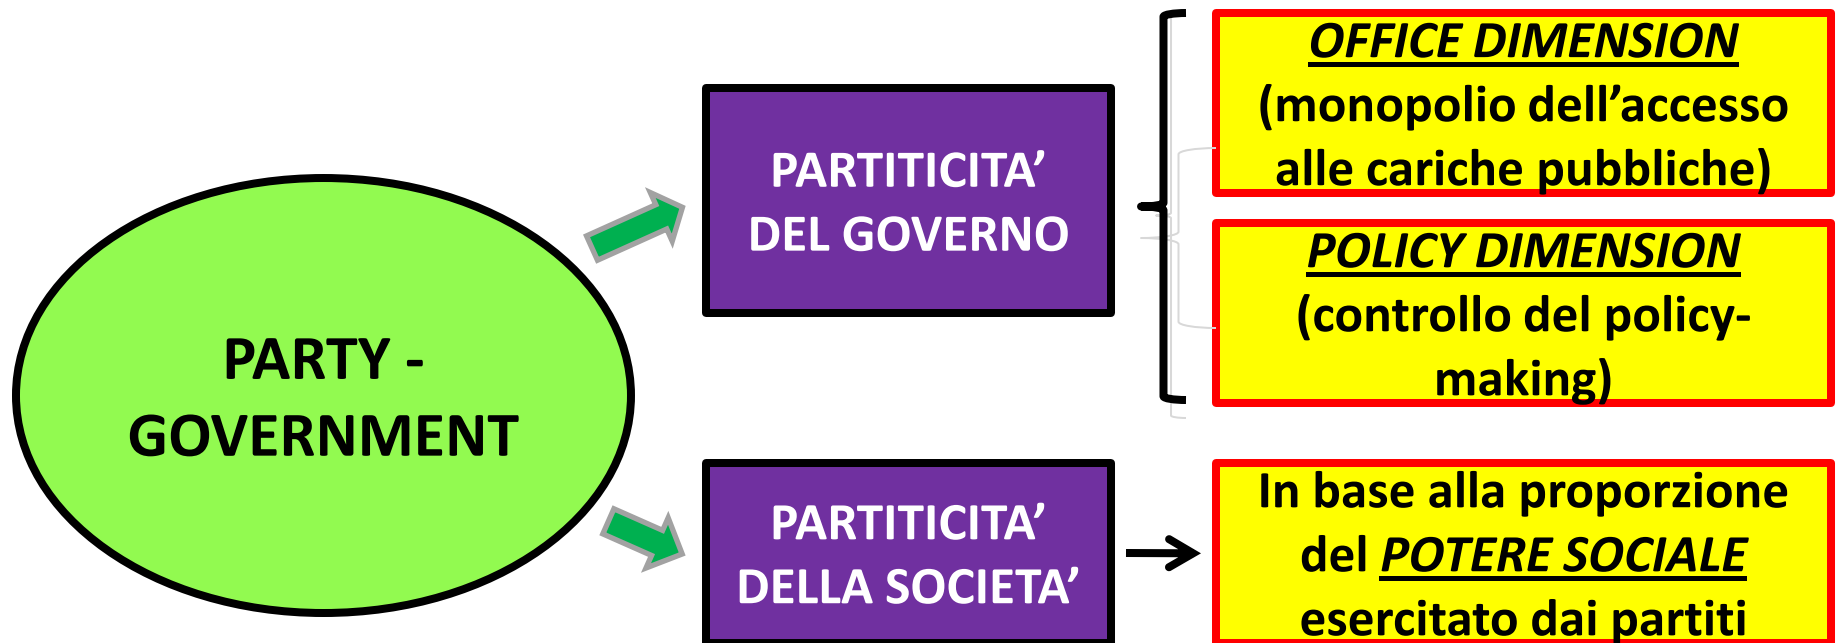 PARTY -
GOVERNMENT
PARTITICITA’
DEL GOVERNO
OFFICE DIMENSION
(monopolio dell’accesso
alle cariche pubbliche)
POLICY DIMENSION
(controllo del policy-
making)
PARTITICITA’
DELLA SOCIETA’
In base alla proporzione
del POTERE SOCIALE
esercitato dai partiti